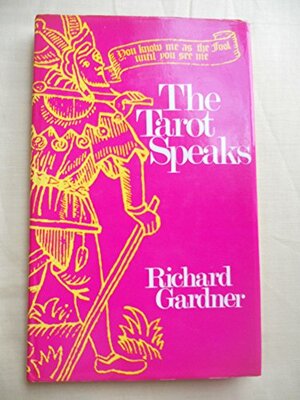 You know me as the Fool
until you see me
The
Tarot
Speaks
Richard
Gardner